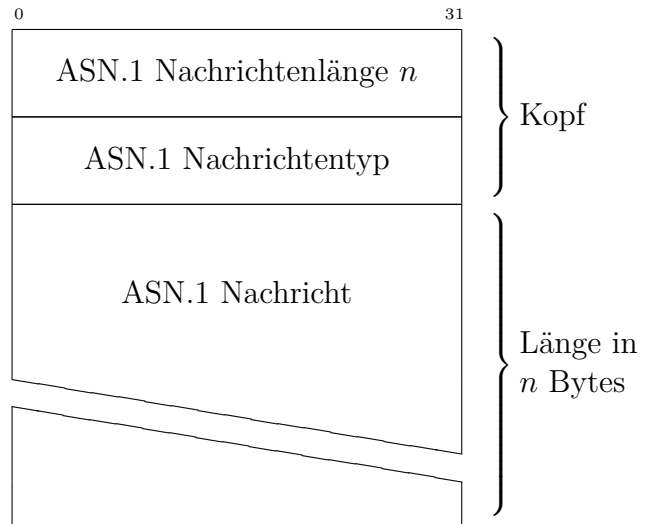 0 31
ASN.1 Nachrichtenlänge n
Kopf
ASN.1 Nachrichtentyp
ASN.1 Nachricht
Länge in
n Bytes